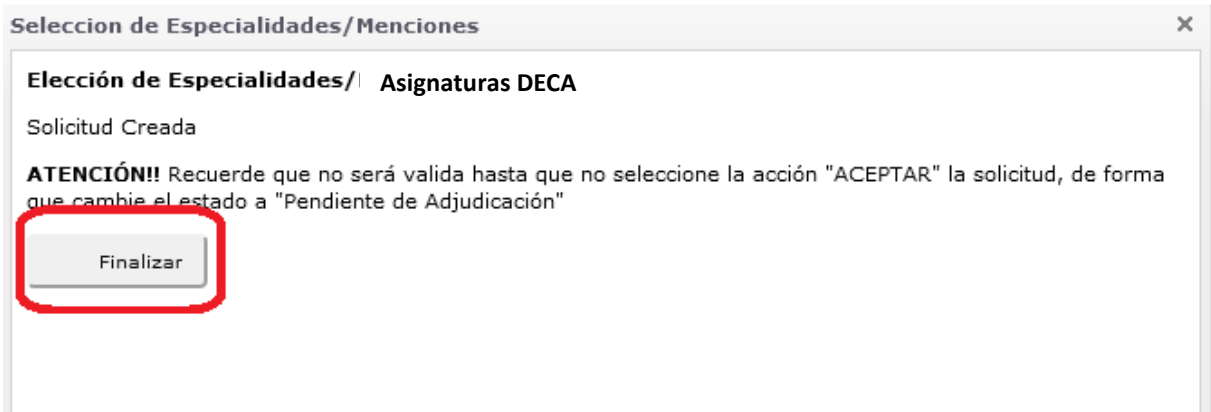 Seleccion de Especialidades/Menciones
Elección de Especialidades/ Asignaturas DECA
Solicitud Creada
ATENCIÓN!! Recuerde que no será valida hasta que no seleccione la acción "ACEPTAR" la solicitud, de forma
que cambie el estado a "Pendiente de Adjudicación"
Finalizar